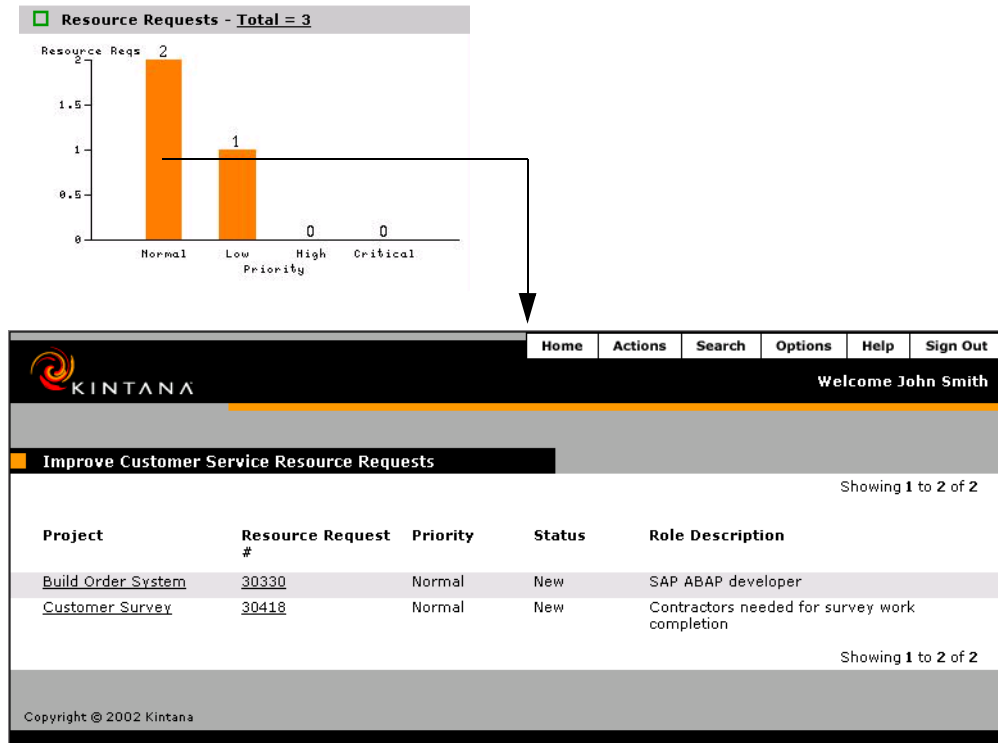 Resource Requests - Total = 3
Resource Reqs
2
2
1.5
1
1
0.5
0
0
0
Normal Low High Critical
Priority
Home Actions Search Options Help Sign Out
KINTANA
Welcome John Smith
Improve Customer Service Resource Requests
Showing 1 to 2 of 2
Project Resource Request # Priority Status Role Description
Build Order System 30330 Normal New SAP ABAP developer
Customer Survey 30418 Normal New Contractors needed for survey work
completion
Showing 1 to 2 of 2
Copyright © 2002 Kintana